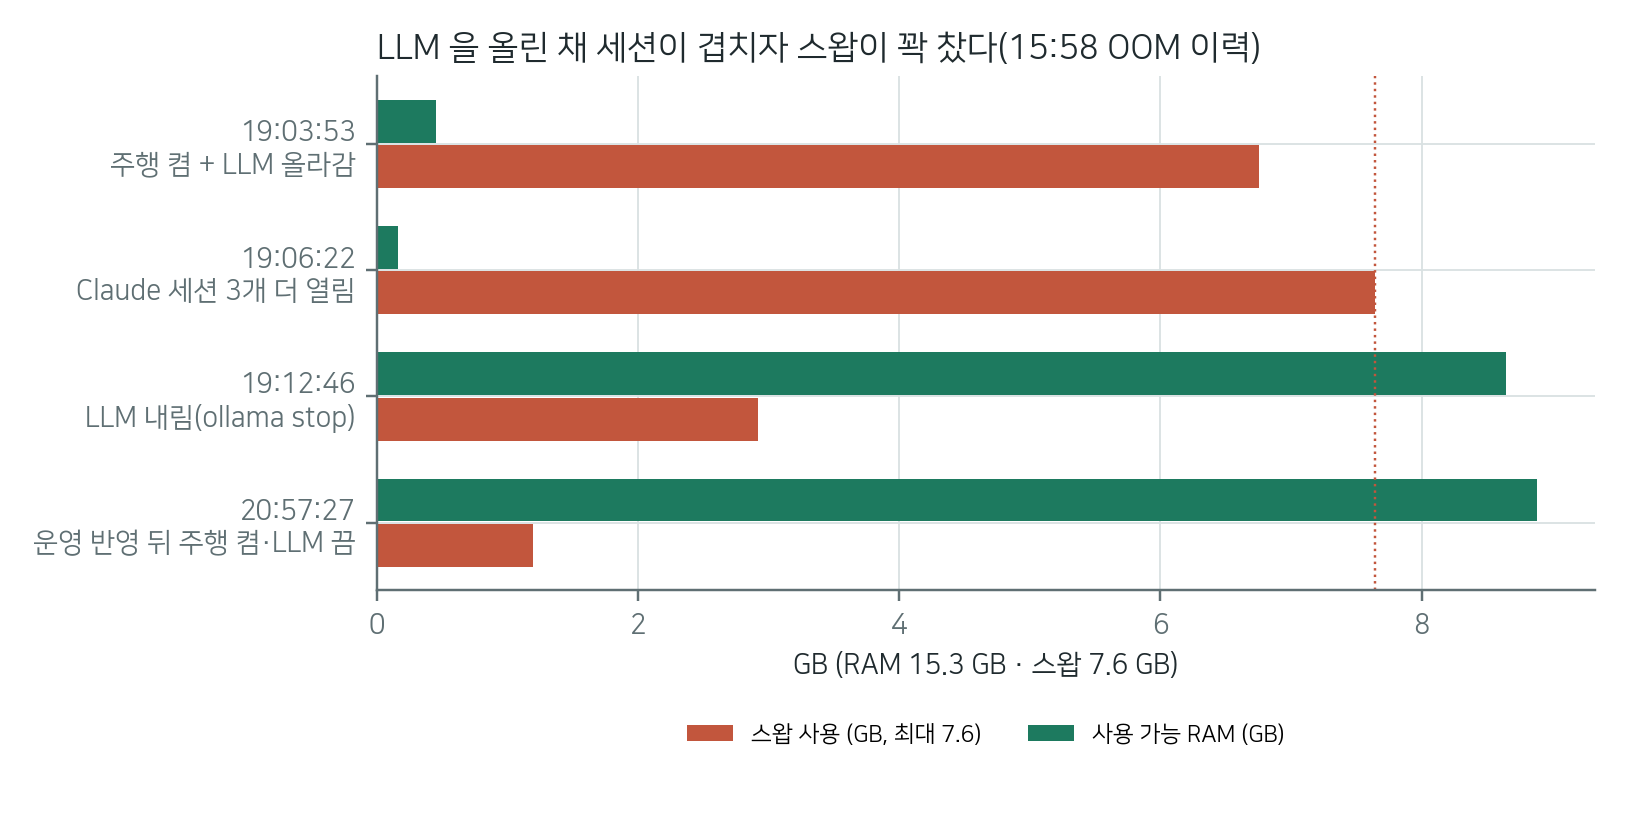 LLM 을 올린 채 세션이 겹치자 스왑이 꽉 찼다(15:58 OOM 이력)
19:03:53
주행 켬 + LLM 올라감
19:06:22
Claude 세션 3개 더 열림
19:12:46
LLM 내림(ollama stop)
20:57:27
운영 반영 뒤 주행 켬·LLM 끔
0 2 4 6 8
GB (RAM 15.3 GB · 스왑 7.6 GB)
스왑 사용 (GB, 최대 7.6) 사용 가능 RAM (GB)